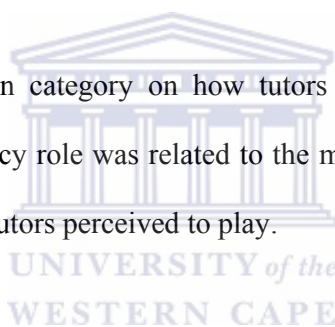 n category on how tutors
cy role was related to the m
utors perceived to play.
UNIVERSITY of the
WESTERN CAPE